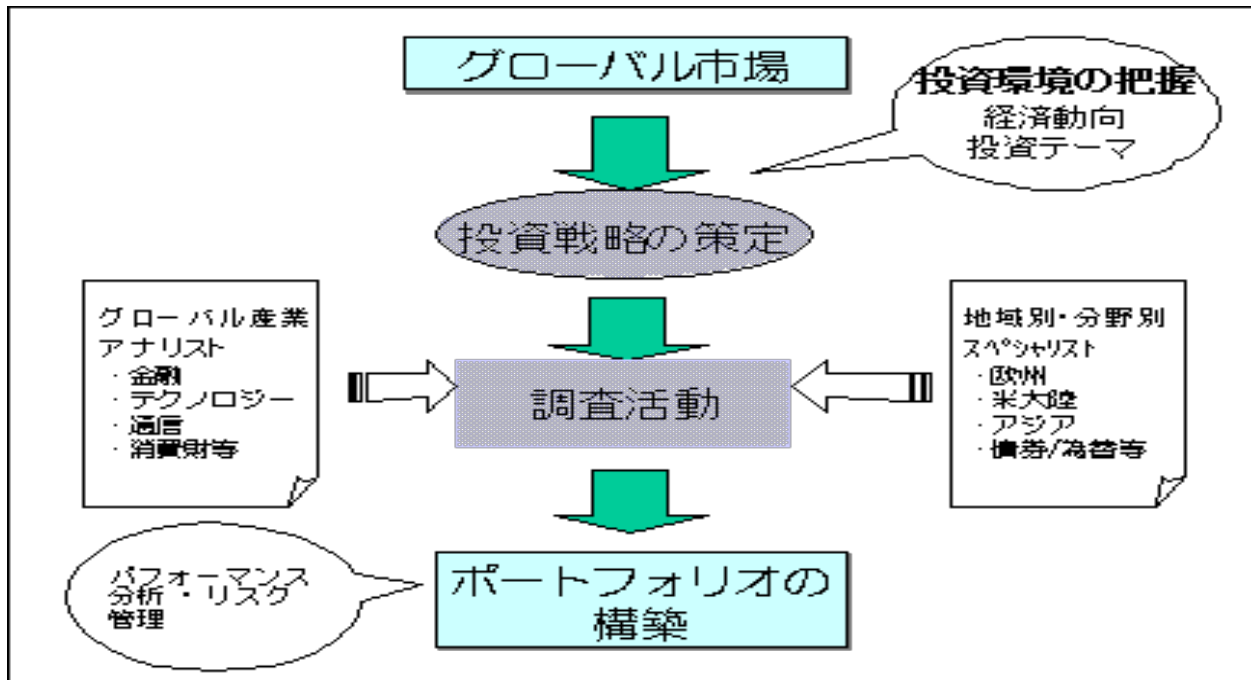 グローバル市場
投資環境の把握
経済動向
投資テーマ
投資戦略の策定
グローバル産業
アナリスト
・金融
・テクノロジー
・通信
・消費財等
調査活動
地域別・分野別
スペシャリスト
・欧州
・米大陸
・アジア
・債券/為替等
パフォーマンス
分析・リスク
管理
ポートフォリオの
構築